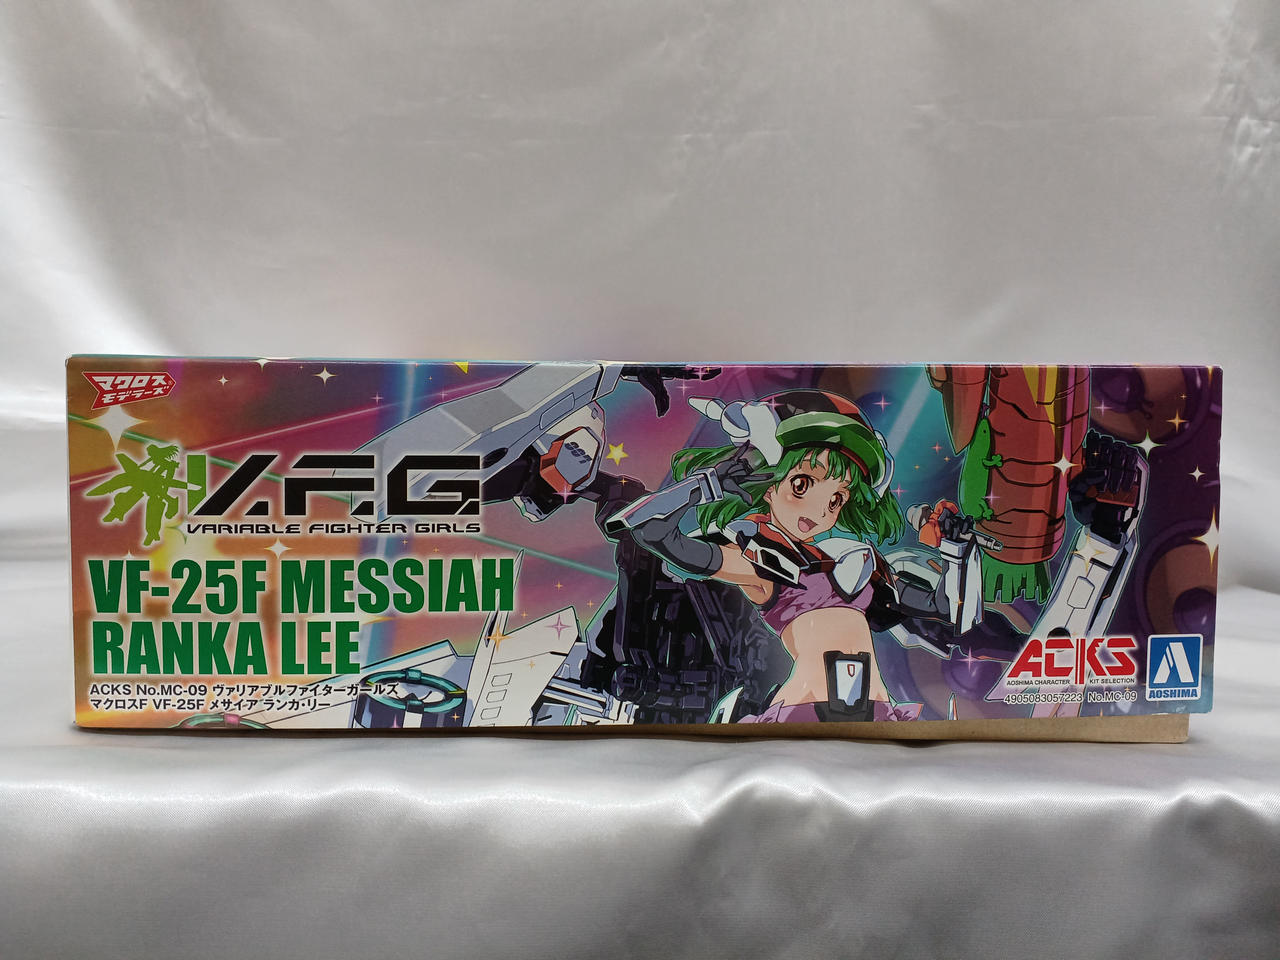 マクロス
モデラーズ®
V.F.G
VARIABLE FIGHTER GIRLS
VF-25F MESSIAH
RANKA LEE
ACKS No.MC-09 ヴァリアブルファイターガールズ
マクロスF VF-25F メサイア ランカ・リー
007
ACKS
AOSHIMA CHARACTER KIT SELECTION
4905083057223 No.MC-09
AOSHIMA